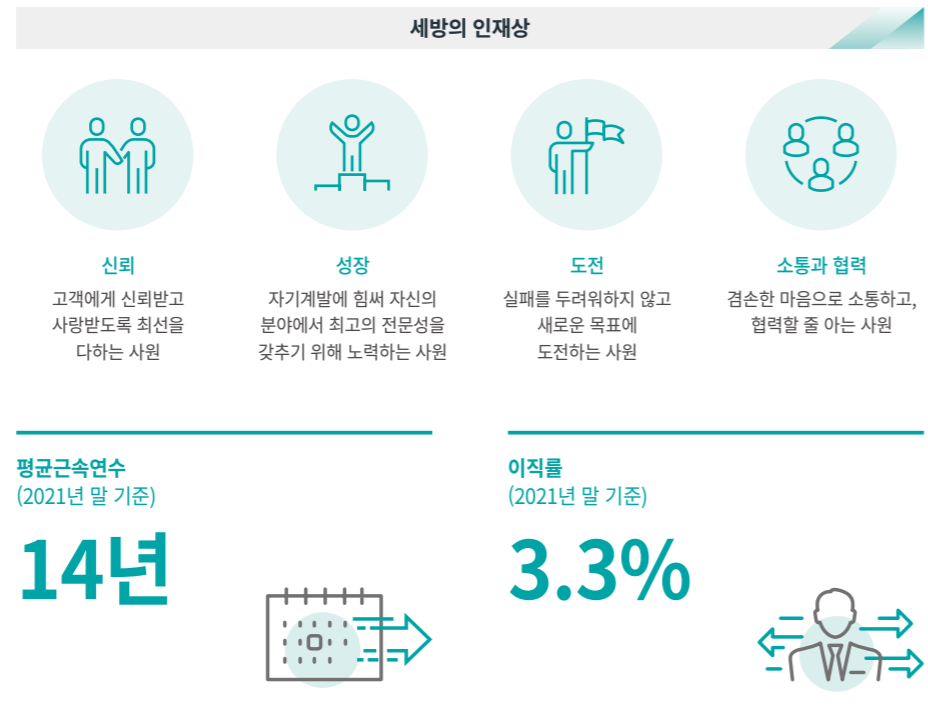 세방의 인재상
신뢰
고객에게 신뢰받고
사랑받도록 최선을
다하는 사원
성장
자기계발에 힘써 자신의
분야에서 최고의 전문성을
갖추기 위해 노력하는 사원
도전
실패를 두려워하지 않고
새로운 목표에
도전하는 사원
소통과 협력
겸손한 마음으로 소통하고,
협력할 줄 아는 사원
평균근속연수
(2021년 말 기준)
14년
이직률
(2021년 말 기준)
3.3%